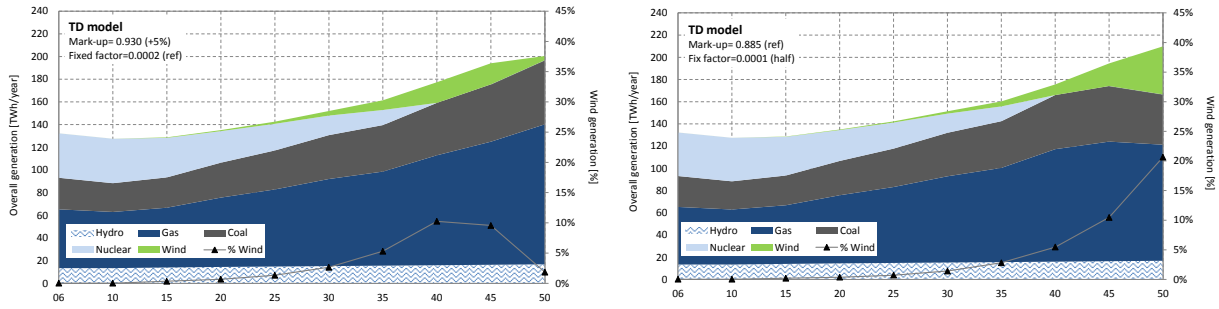 TD model
Mark-up= 0.930 (+5%)
Fixed factor=0.0002 (ref)
Overall generation [TWh/year]
240
220
200
180
160
140
120
100
80
60
40
20
0
Hydro Gas Coal
Nuclear Wind % Wind
06 10 15 20 25 30 35 40 45 50
45%
40%
35%
30%
25%
20%
15%
10%
5%
0%
Wind generation [%]
TD model
Mark-up= 0.885 (ref)
Fix factor=0.0001 (half)
Overall generation [TWh/year]
240
220
200
180
160
140
120
100
80
60
40
20
0
Hydro Gas Coal
Nuclear Wind % Wind
06 10 15 20 25 30 35 40 45 50
45%
40%
35%
30%
25%
20%
15%
10%
5%
0%
Wind generation [%]